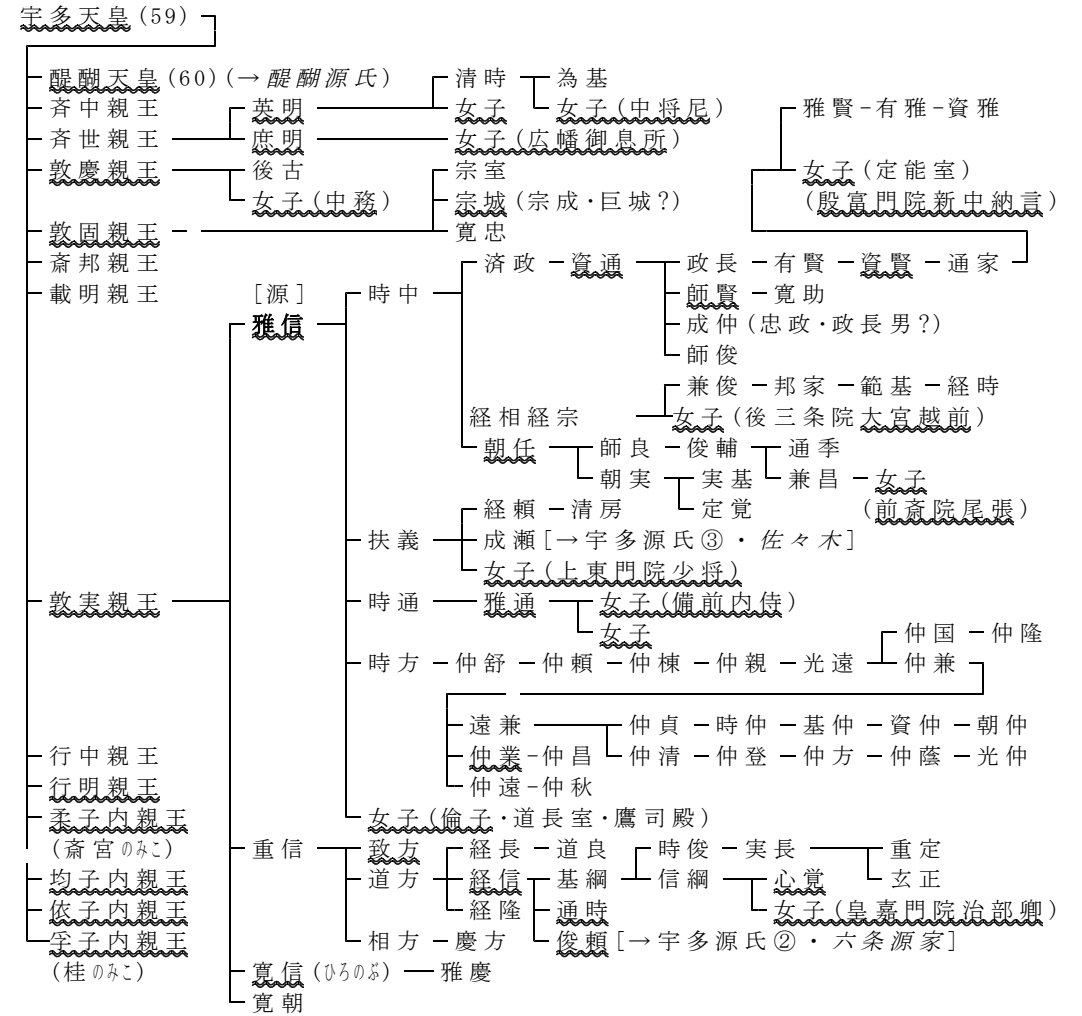 宇多天皇(59)
醍醐天皇(60)(→醍醐源氏) 清時 為基
斉中親王 英明 女子 女子(中将尼) 雅賢-有雅-資雅
斉世親王 庶明 女子(広幡御息所)
敦慶親王 後古 宗室 女子(定能室)
女子(中務) 宗城(宗成・巨城?) (殷富門院新中納言)
敦固親王 寛忠
斎邦親王 済政 資通 政長 有賢 資賢 通家
載明親王 [源] 時中 師賢 寛助
雅信 成仲(忠政・政長男?)
師俊
兼俊 邦家 範基 経時
経相経宗 女子(後三条院大宮越前)
朝任 師良 俊輔 通季
朝実 実基 兼昌 女子
経頼 清房 定覚 (前斎院尾張)
扶義 成瀬[→宇多源氏③・佐々木]
女子(上東門院少将)
敦実親王 時通 雅通 女子(備前内侍)
女子 仲国 仲隆
時方 仲舒 仲頼 仲棟 仲親 光遠 仲兼
遠兼 仲貞 時仲 基仲 資仲 朝仲
行中親王 仲業-仲昌 仲清 仲登 仲方 仲蔭 光仲
行明親王 仲遠-仲秋
柔子内親王 女子(倫子・道長室・鷹司殿)
(斎宮のみこ) 重信 致方 経長 道良 時俊 実長 重定
均子内親王 道方 経信 基綱 信綱 心覚 玄正
依子内親王 経隆 通時 女子(皇嘉門院治部卿)
孚子内親王 相方 慶方 俊頼[→宇多源氏②・六条源家]
(桂のみこ) 寛信(ひろのぶ) 雅慶
寛朝